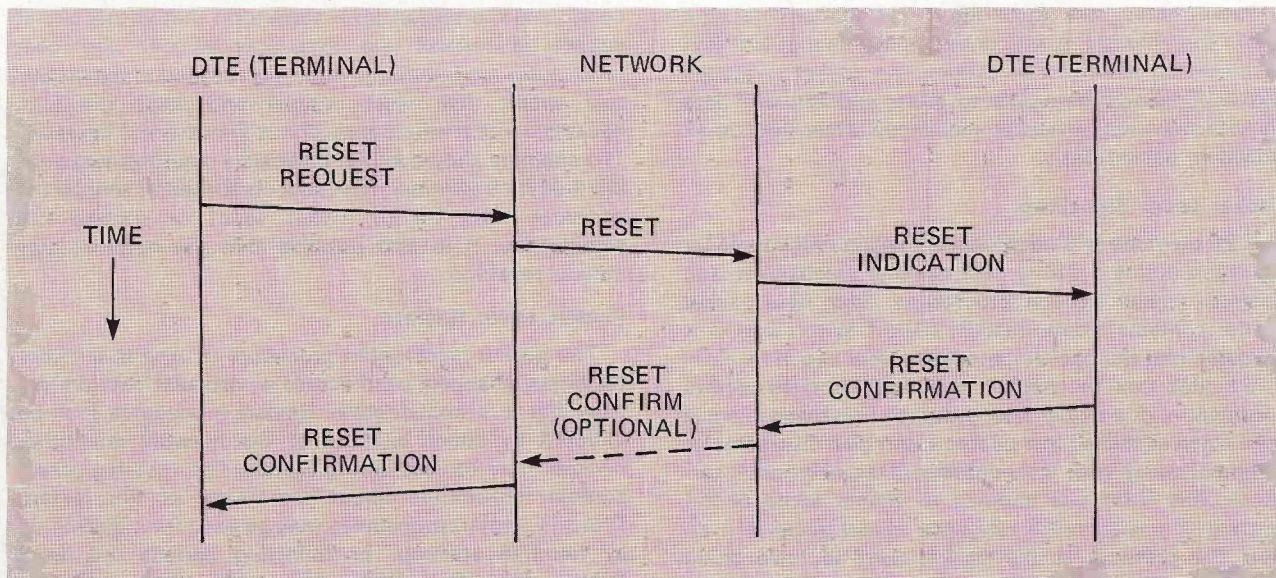 DTE (TERMINAL)
NETWORK
DTE (TERMINAL)
RESET
REQUEST
TIME
RESET
RESET
INDICATION
RESET
CONFIRMATION
RESET
CONFIRM
(OPTIONAL)
RESET
CONFIRMATION